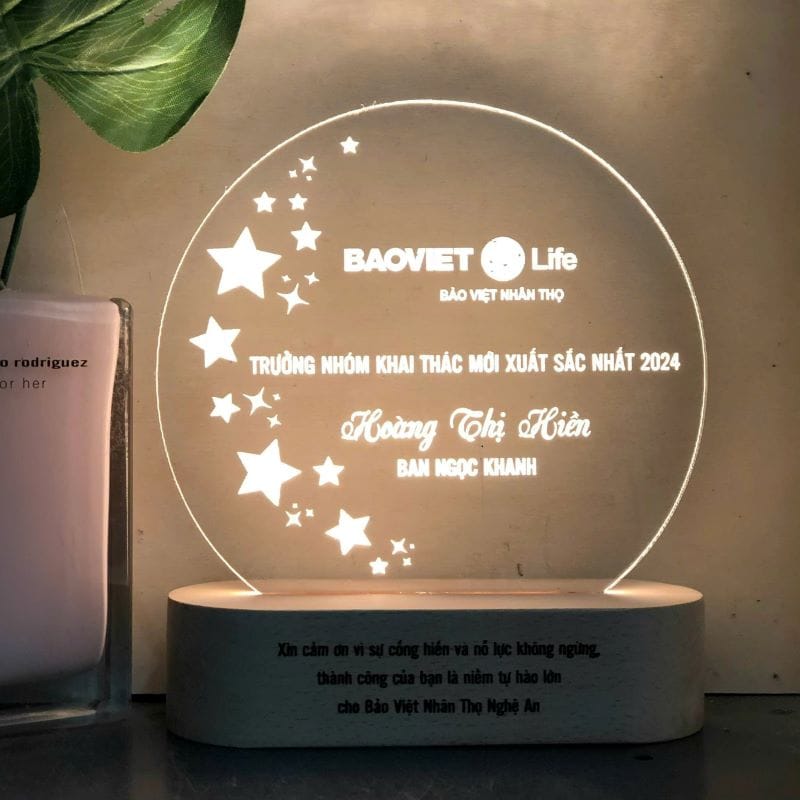 BAOVIET Life
BẢO VIỆT NHÂN THỌ
TRƯỞNG NHÓM KHAI THÁC MỚI XUẤT SẮC NHẤT 2024
Hoàng Thị Hiền
BAN NGỌC KHANH
Xin cảm ơn vì sự cống hiến và nỗ lực không ngừng,
thành công của bạn là niềm tự hào lớn
cho Bảo Việt Nhân Thọ Nghệ An
o rodriguez
or her